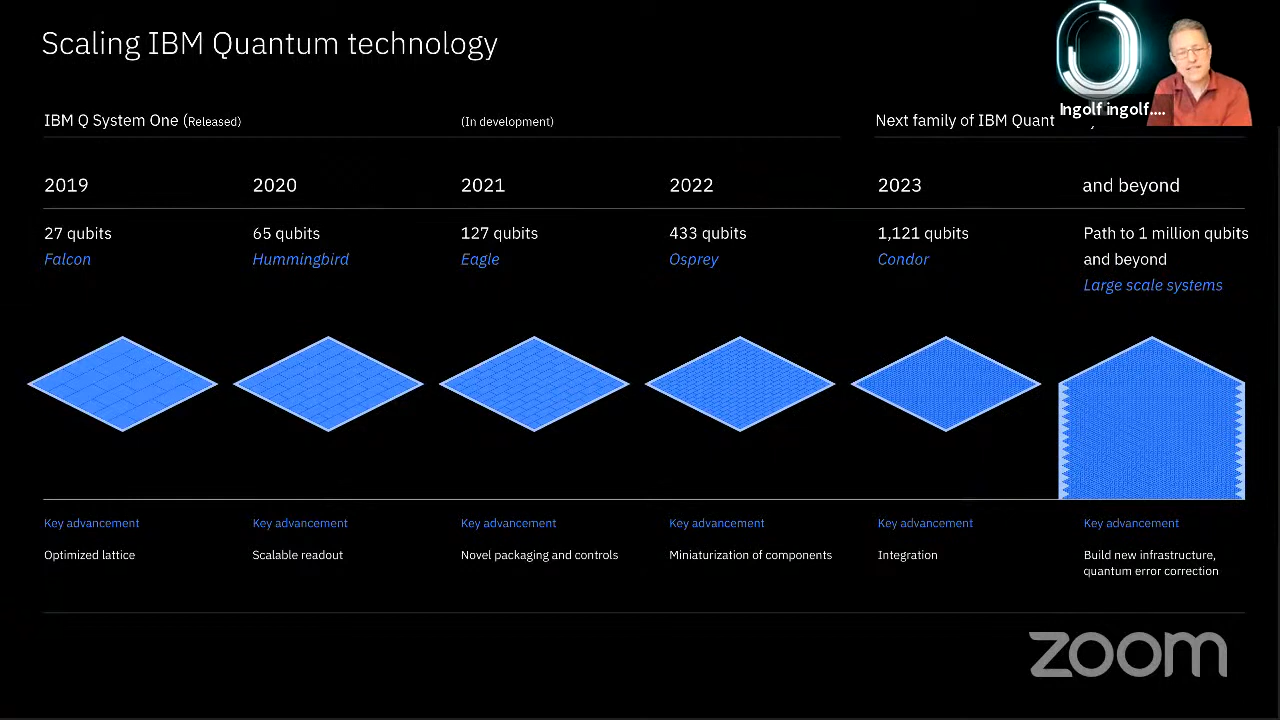 Scaling IBM Quantum technology
Ingolf ingolf....
IBM Q System One (Released)
(In development)
Next family of IBM Quant
2019
2020
2021
2022
2023
and beyond
27 qubits
Falcon
65 qubits
Hummingbird
127 qubits
Eagle
433 qubits
Osprey
1,121 qubits
Condor
Path to 1 million qubits
and beyond
Large scale systems
Key advancement
Optimized lattice
Key advancement
Scalable readout
Key advancement
Novel packaging and controls
Key advancement
Miniaturization of components
Key advancement
Integration
Key advancement
Build new infrastructure,
quantum error correction
zoom